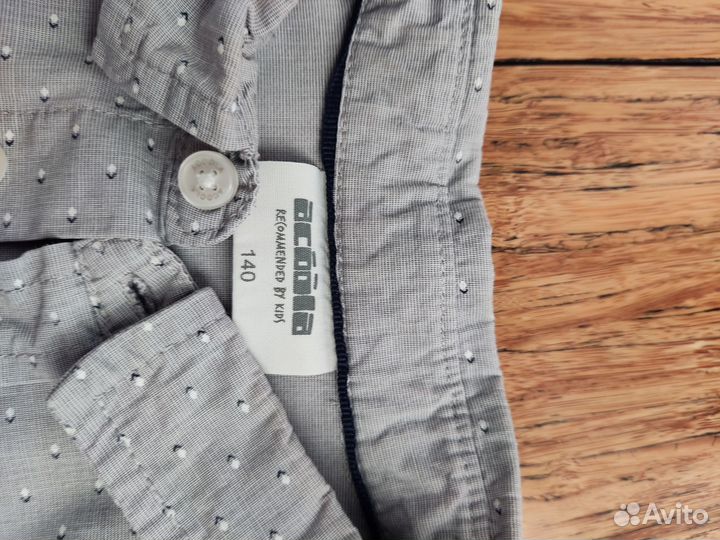 acoola
RECOMMENDED BY KIDS
140
Avito